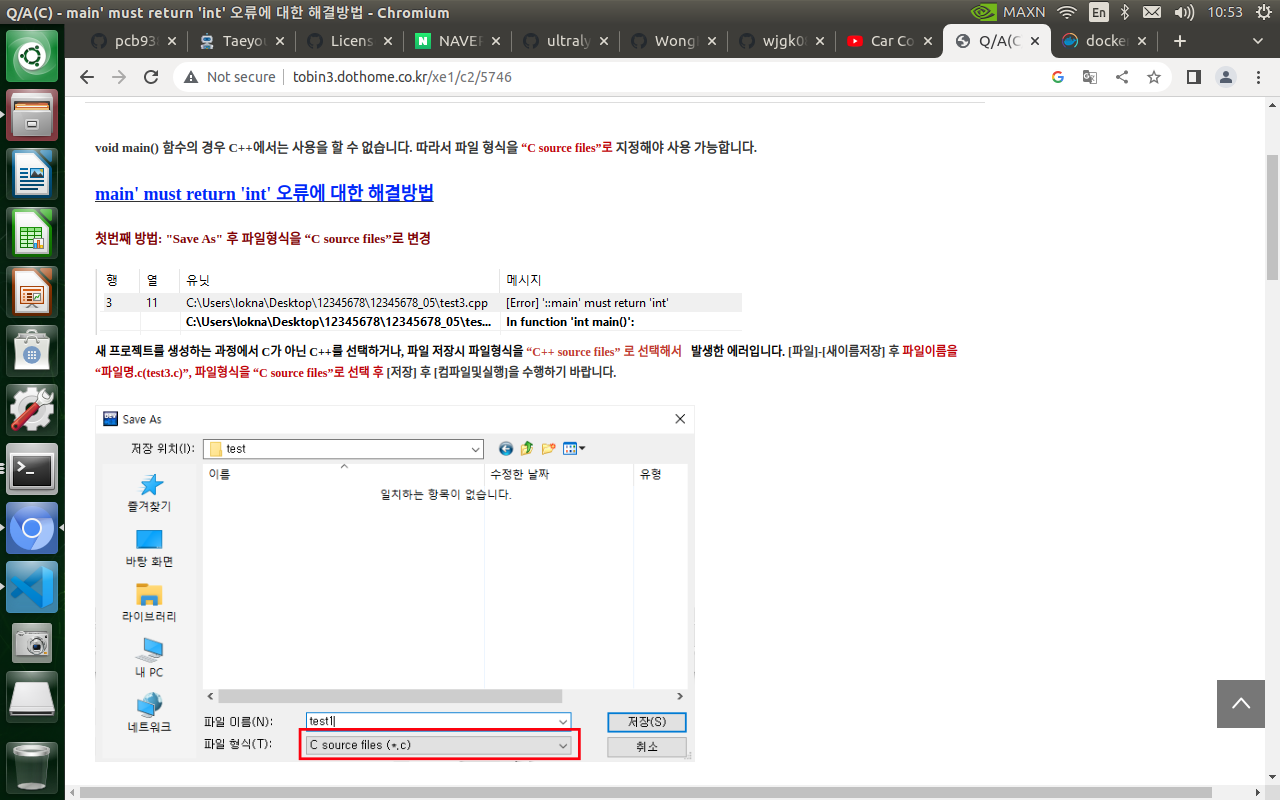 Q/A(C) - main' must return 'int' 오류에 대한 해결방법 - Chromium
MAXN
En
10:53
pcb938
Taeyou
Licens
NAVER
ultraly
Wongl
wjgk0
Car Co
Q/A(C
docker
Not secure
tobin3.dothome.co.kr/xe1/c2/5746
void main() 함수의 경우 C++에서는 사용을 할 수 없습니다. 따라서 파일 형식을 “C source files”로 지정해야 사용 가능합니다.
main' must return 'int' 오류에 대한 해결방법
첫번째 방법: "Save As" 후 파일형식을 “C source files”로 변경
행 열 유닛 메시지
3 11 C:\Users\lokna\Desktop\12345678\12345678_05\test3.cpp [Error] '::main' must return 'int'
C:\Users\lokna\Desktop\12345678\12345678_05\tes... In function 'int main()':
새 프로젝트를 생성하는 과정에서 C가 아닌 C++를 선택하거나, 파일 저장시 파일형식을 “C++ source files” 로 선택해서 발생한 에러입니다. [파일]-[새이름저장] 후 파일이름을
“파일명.c(test3.c)”, 파일형식을 “C source files”로 선택 후 [저장] 후 [컴파일및실행]을 수행하기 바랍니다.
DEV Save As
저장 위치(I): test
이름 수정한 날짜 유형
일치하는 항목이 없습니다.
즐겨찾기
바탕 화면
라이브러리
내 PC
네트워크
파일 이름(N): test1 저장(S)
파일 형식(T): C source files (*.c) 취소